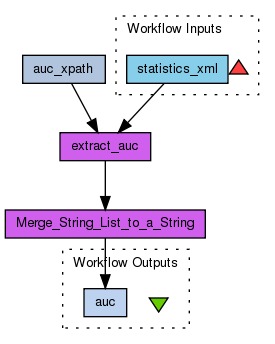 Workflow Inputs
auc_xpath
statistics_xml
extract_auc
Merge_String_List_to_a_String
Workflow Outputs
auc